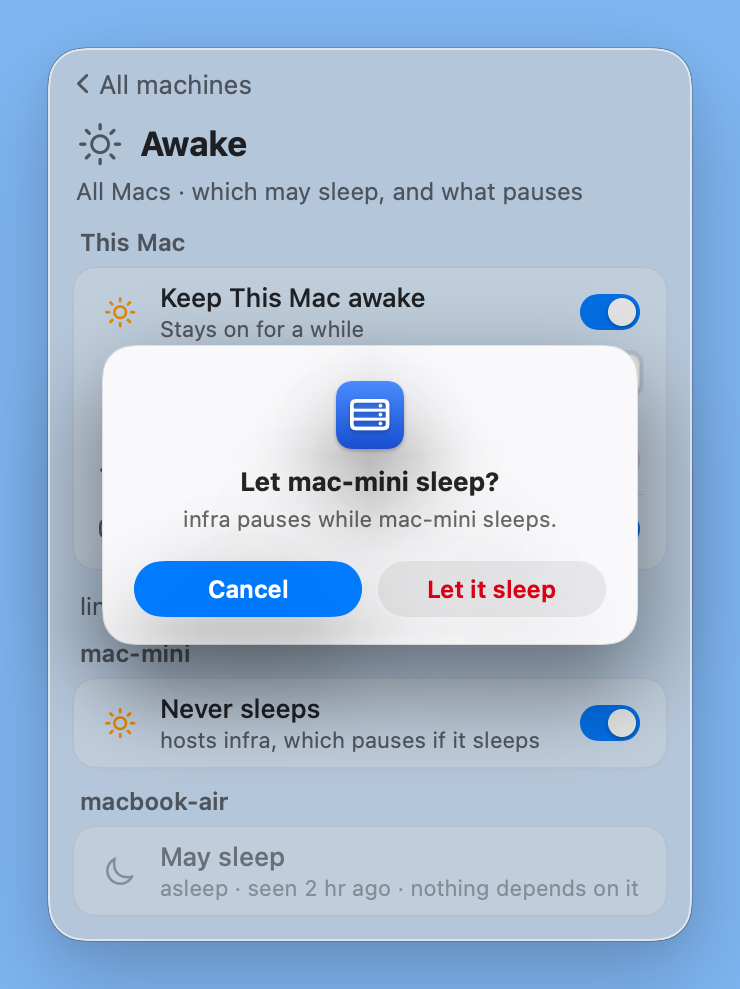 All machines
Awake
All Macs · which may sleep, and what pauses
This Mac
Keep This Mac awake
Stays on for a while
Let mac-mini sleep?
infra pauses while mac-mini sleeps.
Cancel
Let it sleep
mac-mini
Never sleeps
hosts infra, which pauses if it sleeps
macbook-air
May sleep
asleep · seen 2 hr ago · nothing depends on it